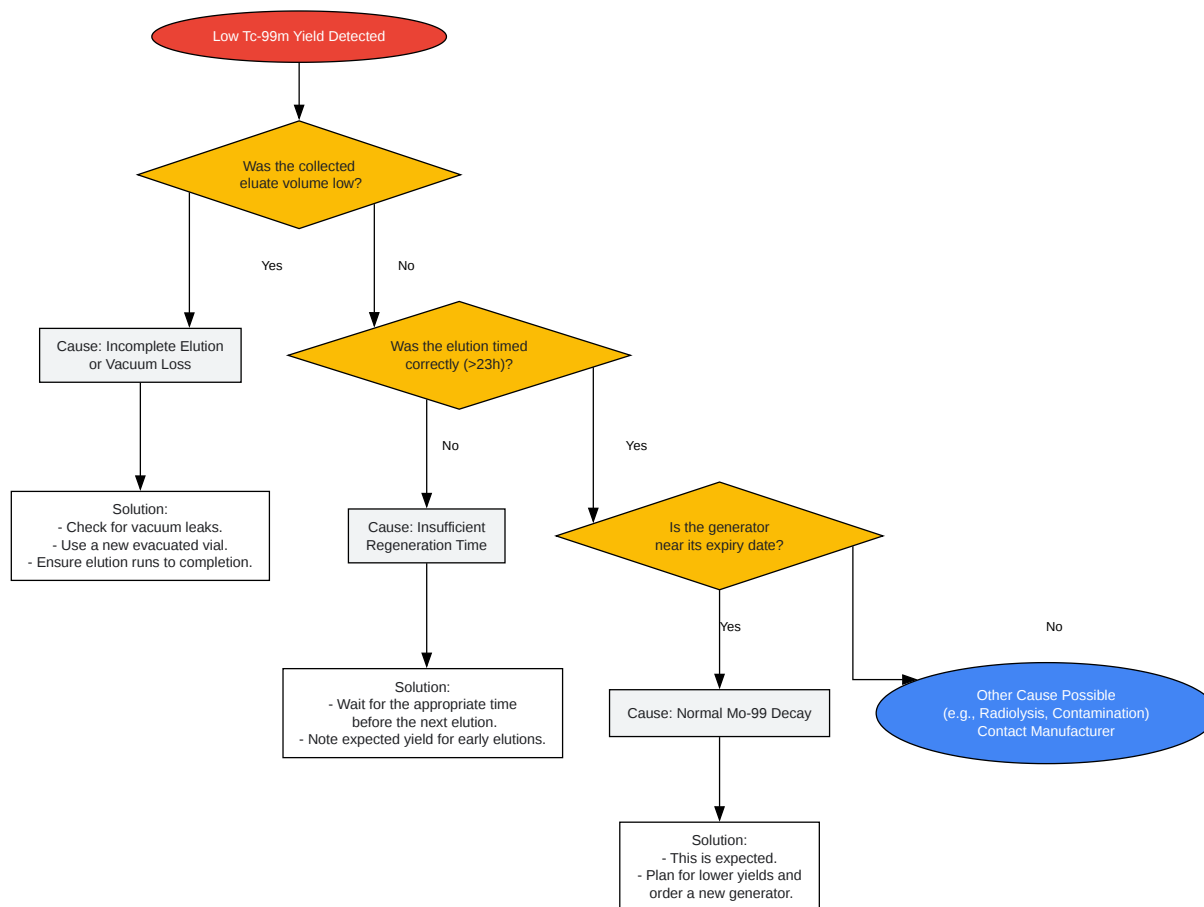 Low Tc-99m Yield Detected
Was the collected
eluate volume low?
Yes
No
Cause: Incomplete Elution
or Vacuum Loss
Was the elution timed
correctly (>23h)?
No
Yes
Solution:
- Check for vacuum leaks.
- Use a new evacuated vial.
- Ensure elution runs to completion.
Cause: Insufficient
Regeneration Time
Is the generator
near its expiry date?
Yes
No
Solution:
- Wait for the appropriate time
before the next elution.
- Note expected yield for early elutions.
Cause: Normal Mo-99 Decay
Other Cause Possible
(e.g., Radiolysis, Contamination)
Contact Manufacturer
Solution:
- This is expected.
- Plan for lower yields and
order a new generator.